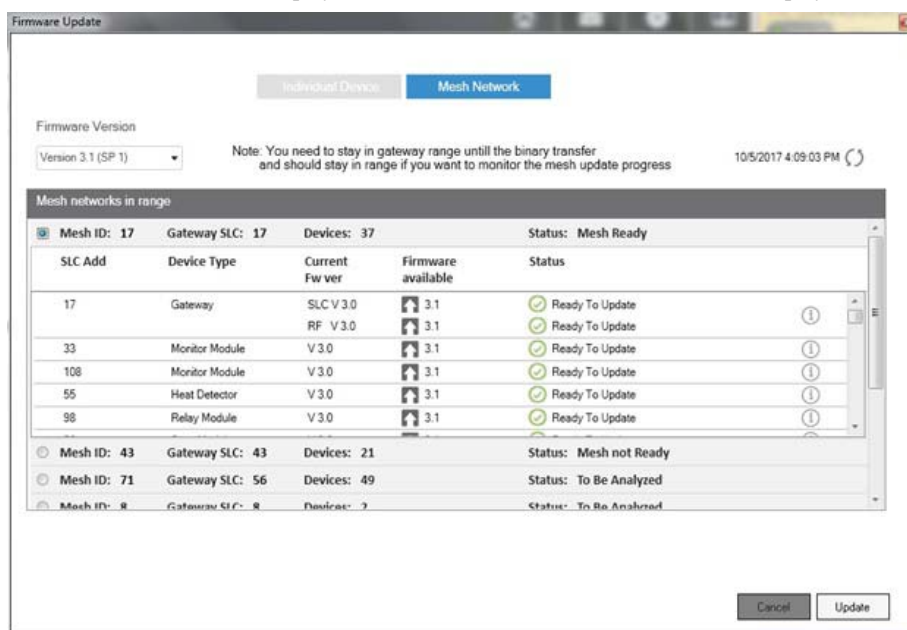 Firmware Update
Individual Device Mesh Network
Firmware Version
Version 3.1 (SP 1)
Note: You need to stay in gateway range untill the binary transfer
and should stay in range if you want to monitor the mesh update progress
10/5/2017 4:09:03 PM
Mesh networks in range
Mesh ID: 17 Gateway SLC: 17 Devices: 37 Status: Mesh Ready
SLC Add Device Type Current Firmware Status
Fw ver available
17 Gateway SLC V 3.0 3.1 Ready To Update
RF V 3.0 3.1 Ready To Update
33 Monitor Module V 3.0 3.1 Ready To Update
108 Monitor Module V 3.0 3.1 Ready To Update
55 Heat Detector V 3.0 3.1 Ready To Update
98 Relay Module V 3.0 3.1 Ready To Update
Mesh ID: 43 Gateway SLC: 43 Devices: 21 Status: Mesh not Ready
Mesh ID: 71 Gateway SLC: 56 Devices: 49 Status: To Be Analyzed
Mesh ID: 8 Gateway SLC: 8 Devices: 2 Status: To Be Analyzed
Cancel Update